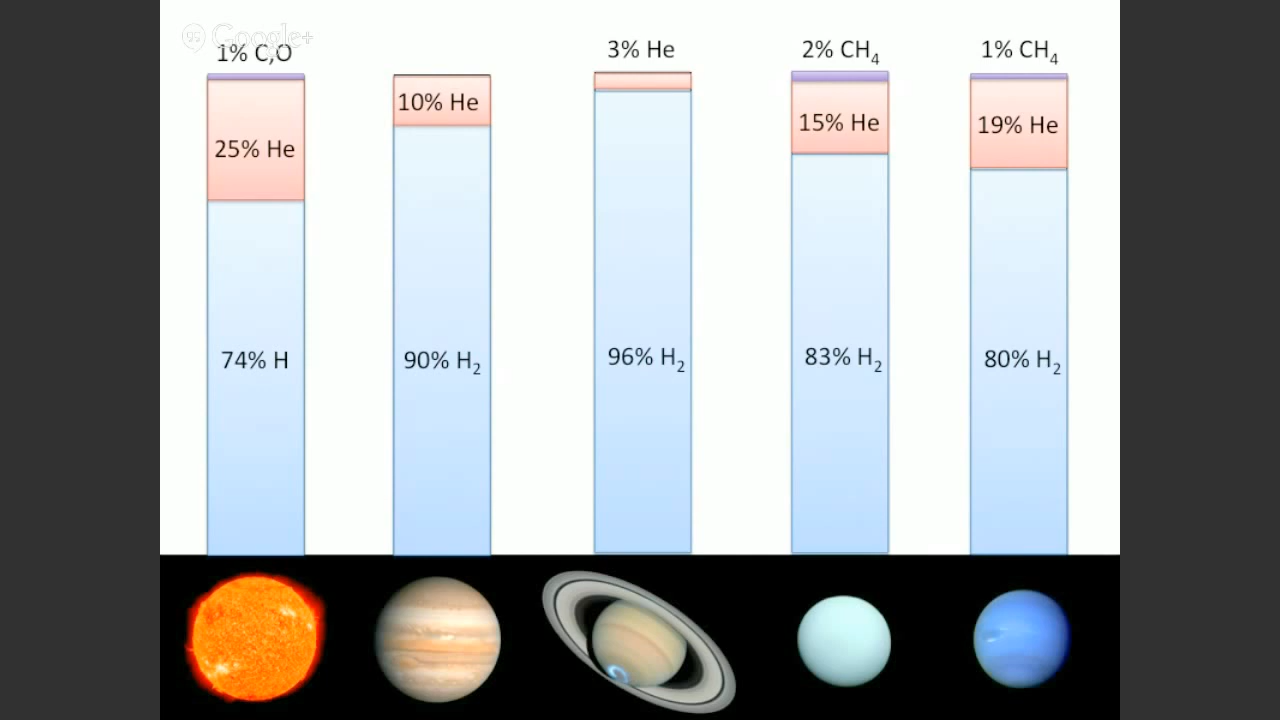 Google+
1% C,O
25% He
74% H
10% He
90% H₂
3% He
96% H₂
2% CH₄
15% He
83% H₂
1% CH₄
19% He
80% H₂